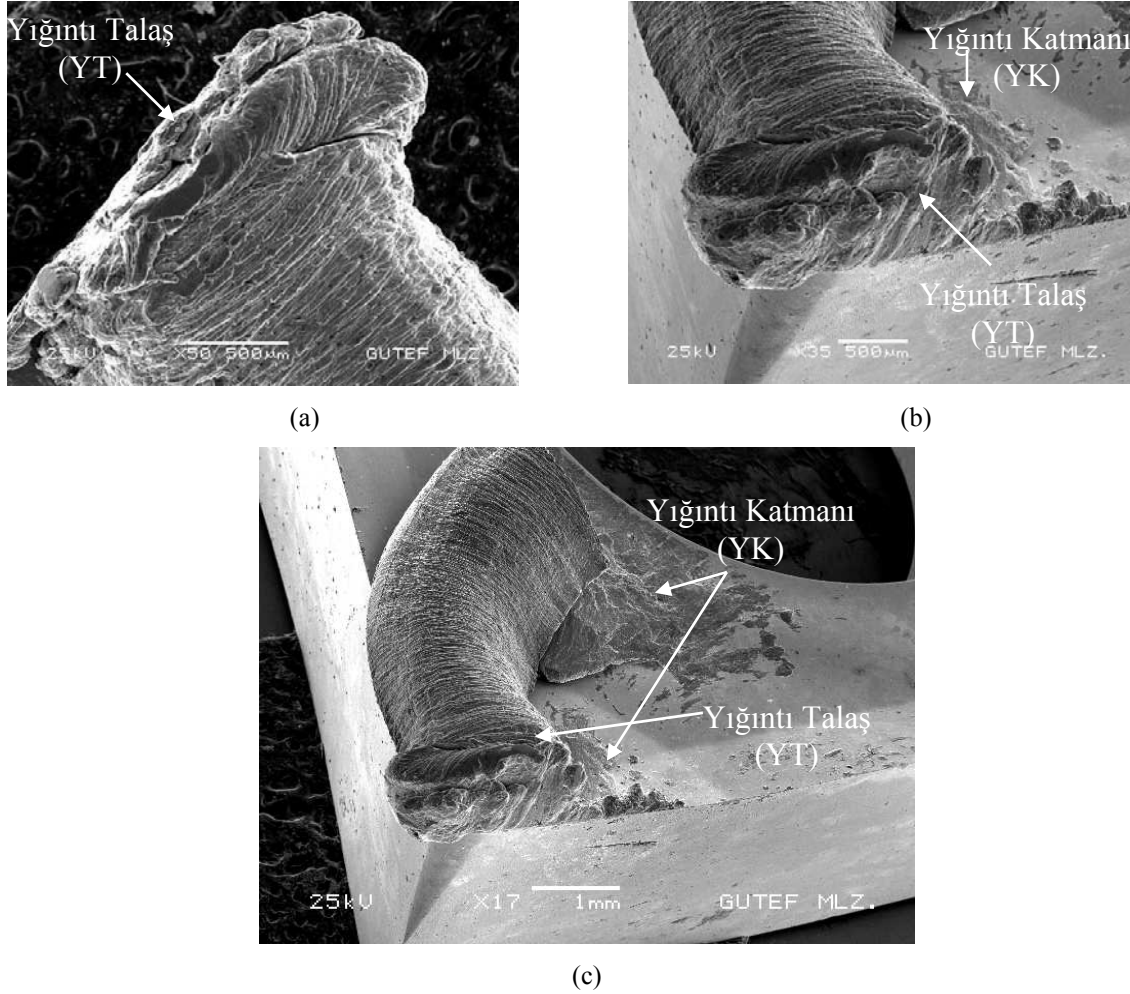 Yığıntı Talaş
(YT)
25kV X50 500µm GUTEF MLZ.
(a)
Yığıntı Katmanı
(YK)
Yığıntı Talaş
(YT)
25kV X35 500µm GUTEF MLZ.
(b)
Yığıntı Katmanı
(YK)
Yığıntı Talaş
(YT)
25kV X17 1mm GUTEF MLZ.
(c)